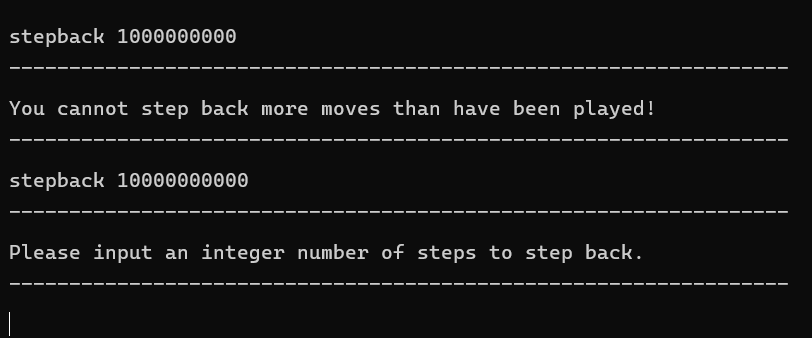 stepback 1000000000
-----------------------------------------------------------------
You cannot step back more moves than have been played!
-----------------------------------------------------------------
stepback 10000000000
-----------------------------------------------------------------
Please input an integer number of steps to step back.
-----------------------------------------------------------------